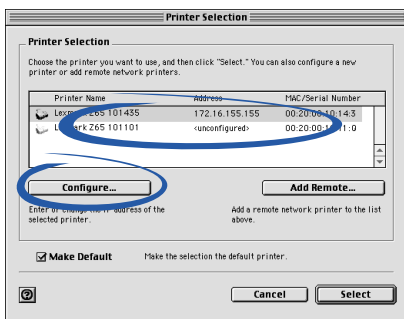 Printer Selection
Printer Selection
Choose the printer you want to use, and then click "Select." You can also configure a new
printer or add remote network printers.
Printer Name Address MAC/Serial Number
Lexmark Z65 101435 172.16.155.155 00:20:00:10:14:3
Z65 101101 <unconfigured> 00:20:00:
Configure... Add Remote...
Enter or change the IP address of the
selected printer.
Add a remote network printer to the list
above.
Make Default Make the selection the default printer.
Cancel Select